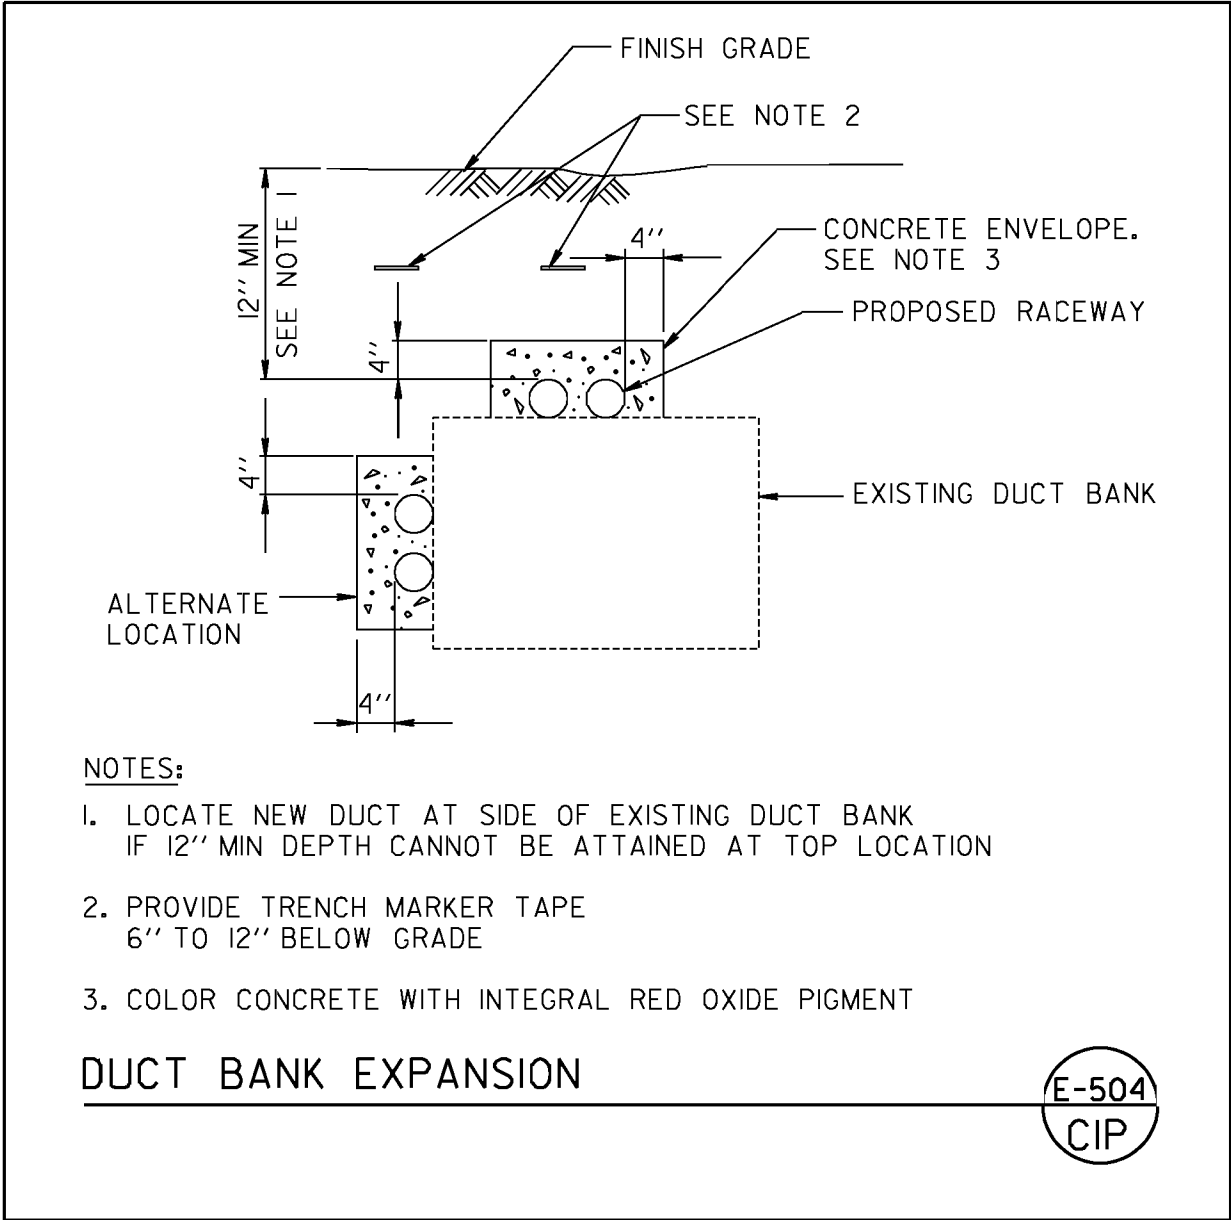 FINISH GRADE
SEE NOTE 2
12'' MIN
SEE NOTE 1
4''
CONCRETE ENVELOPE.
SEE NOTE 3
PROPOSED RACEWAY
4''
4''
EXISTING DUCT BANK
ALTERNATE
LOCATION
4''
NOTES:
1. LOCATE NEW DUCT AT SIDE OF EXISTING DUCT BANK
IF 12'' MIN DEPTH CANNOT BE ATTAINED AT TOP LOCATION
2. PROVIDE TRENCH MARKER TAPE
6'' TO 12'' BELOW GRADE
3. COLOR CONCRETE WITH INTEGRAL RED OXIDE PIGMENT
DUCT BANK EXPANSION
E-504
CIP